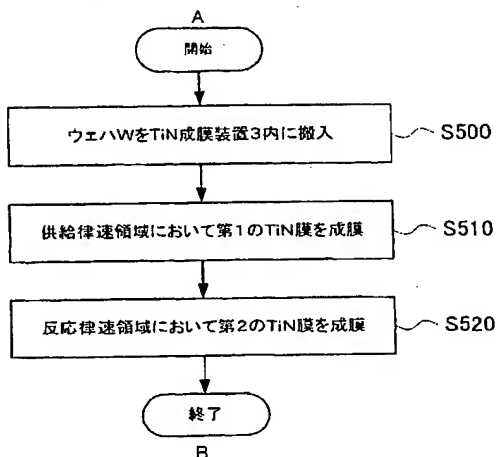 A
開始
ウェハWをTiN成膜装置3内に搬入
S500
供給律速領域において第1のTiN膜を成膜
S510
反応律速領域において第2のTiN膜を成膜
S520
終了
B